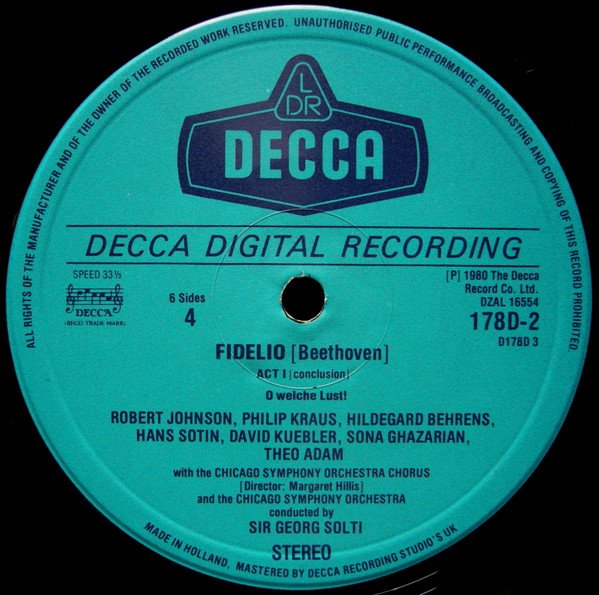 ALL RIGHTS OF THE MANUFACTURER AND OF THE OWNER OF THE RECORDED WORK RESERVED. UNAUTHORISED PUBLIC PERFORMANCE BROADCASTING AND COPYING OF THIS RECORD PROHIBITED.
L
DR
DECCA
DECCA DIGITAL RECORDING
SPEED 33⅓
DECCA
(REGD TRADE MARK)
6 Sides
4
[P] 1980 The Decca
Record Co. Ltd.
DZAL 16554
178D-2
D178D 3
FIDELIO [Beethoven]
ACT I [conclusion]
O welche Lust!
ROBERT JOHNSON, PHILIP KRAUS, HILDEGARD BEHRENS,
HANS SOTIN, DAVID KUEBLER, SONA GHAZARIAN,
THEO ADAM
with the CHICAGO SYMPHONY ORCHESTRA CHORUS
[Director: Margaret Hillis]
and the CHICAGO SYMPHONY ORCHESTRA
conducted by
SIR GEORG SOLTI
STEREO
MADE IN HOLLAND, MASTERED BY DECCA RECORDING STUDIO'S UK